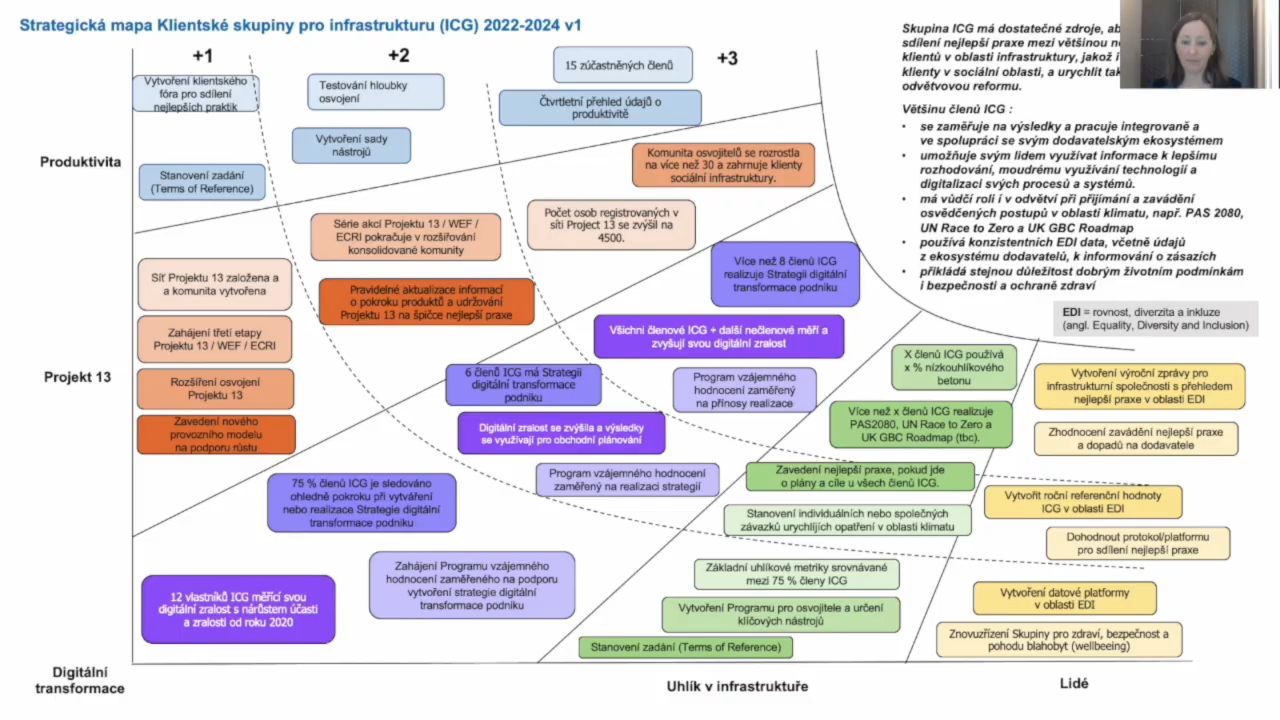 Strategická mapa Klientské skupiny pro infrastrukturu (ICG) 2022-2024 v1
+1
+2
+3
Skupina ICG má dostatečné zdroje,
sdílení nejlepší praxe mezi většinou
klientů v oblasti infrastruktury, jakož i
klienty v sociální oblasti, a urychlit
odvětvovou reformu.
Většinu členů ICG :
• se zaměřuje na výsledky a pracuje integrovaně a
ve spolupráci se svým dodavatelským ekosystémem
• umožňuje svým lidem využívat informace k lepšímu
rozhodování, moudrému využívání technologií a
digitalizaci svých procesů a systémů.
• má vůdčí roli í v odvětví při přijímání a zavádění
osvědčených postupů v oblasti klimatu, např. PAS 2080,
UN Race to Zero a UK GBC Roadmap
• používá konzistentních EDI data, včetně údajů
z ekosystému dodavatelů, k informování o zásazích
• přikládá stejnou důležitost dobrým životním podmínkám
i bezpečnosti a ochraně zdraví
EDI = rovnost, diverzita a inkluze
(angl. Equality, Diversity and Inclusion)
Produktivita
Vytvoření klientského
fóra pro sdílení
nejlepších praktik
Stanovení zadání
(Terms of Reference)
Testování hloubky
osvojení
Vytvoření sady
nástrojů
15 zúčastněných členů
Čtvrtletní přehled údajů o
produktivitě
Projekt 13
Síť Projektu 13 založena a
a komunita vytvořena
Zahájení třetí etapy
Projektu 13 / WEF / ECRI
Rozšíření osvojení
Projektu 13
Zavedení nového
provozního modelu
na podporu růstu
Série akcí Projektu 13 / WEF /
ECRI pokračuje v rozšiřování
konsolidované komunity
Pravidelné aktualizace informací
o pokroku produktů a udržování
Projektu 13 na špičce nejlepší praxe
Komunita osvojitelů se rozrostla
na více než 30 a zahrnuje klienty
sociální infrastruktury.
Počet osob registrovaných v
síti Project 13 se zvýšil na
4500.
Digitální
transformace
12 vlastníků ICG měřící svou
digitální zralost s nárůstem účasti
a zralosti od roku 2020
75 % členů ICG je sledováno
ohledně pokroku při vytváření
nebo realizace Strategie digitální
transformace podniku
Zahájení Programu vzájemného
hodnocení zaměřeného na podporu
vytvoření strategie digitální
transformace podniku
6 členů ICG má Strategii
digitální transformace
podniku
Digitální zralost se zvýšila a výsledky
se využívají pro obchodní plánování
Program vzájemného hodnocení
zaměřený na realizaci strategií
Více než 8 členů ICG
realizuje Strategii digitální
transformace podniku
Všichni členové ICG + další nečlenové měří a
zvyšují svou digitální zralost
Program vzájemného
hodnocení zaměřený
na přínosy realizace
Uhlík v infrastruktuře
X členů ICG používá
x % nízkouhlíkového
betonu
Více než x členů ICG realizuje
PAS2080, UN Race to Zero a
UK GBC Roadmap (tbc).
Zavedení nejlepší praxe, pokud jde
o plány a cíle u všech členů ICG.
Stanovení individuálních nebo společných
závazků urychlíjích opatření v oblasti klimatu
Základní uhlíkové metriky srovnávané
mezi 75 % členy ICG
Vytvoření Programu pro osvojitele a určení
klíčových nástrojů
Stanovení zadání (Terms of Reference)
Lidé
Vytvoření výroční zprávy pro
infrastrukturní společnosti s přehledem
nejlepší praxe v oblasti EDI
Zhodnocení zavádění nejlepší praxe
a dopadů na dodavatele
Vytvořit roční referenční hodnoty
ICG v oblasti EDI
Dohodnout protokol/platformu
pro sdílení nejlepší praxe
Vytvoření datové platformy
v oblasti EDI
Znovuzřízení Skupiny pro zdraví, bezpečnost a
pohodu blahobyt (wellbeeing)